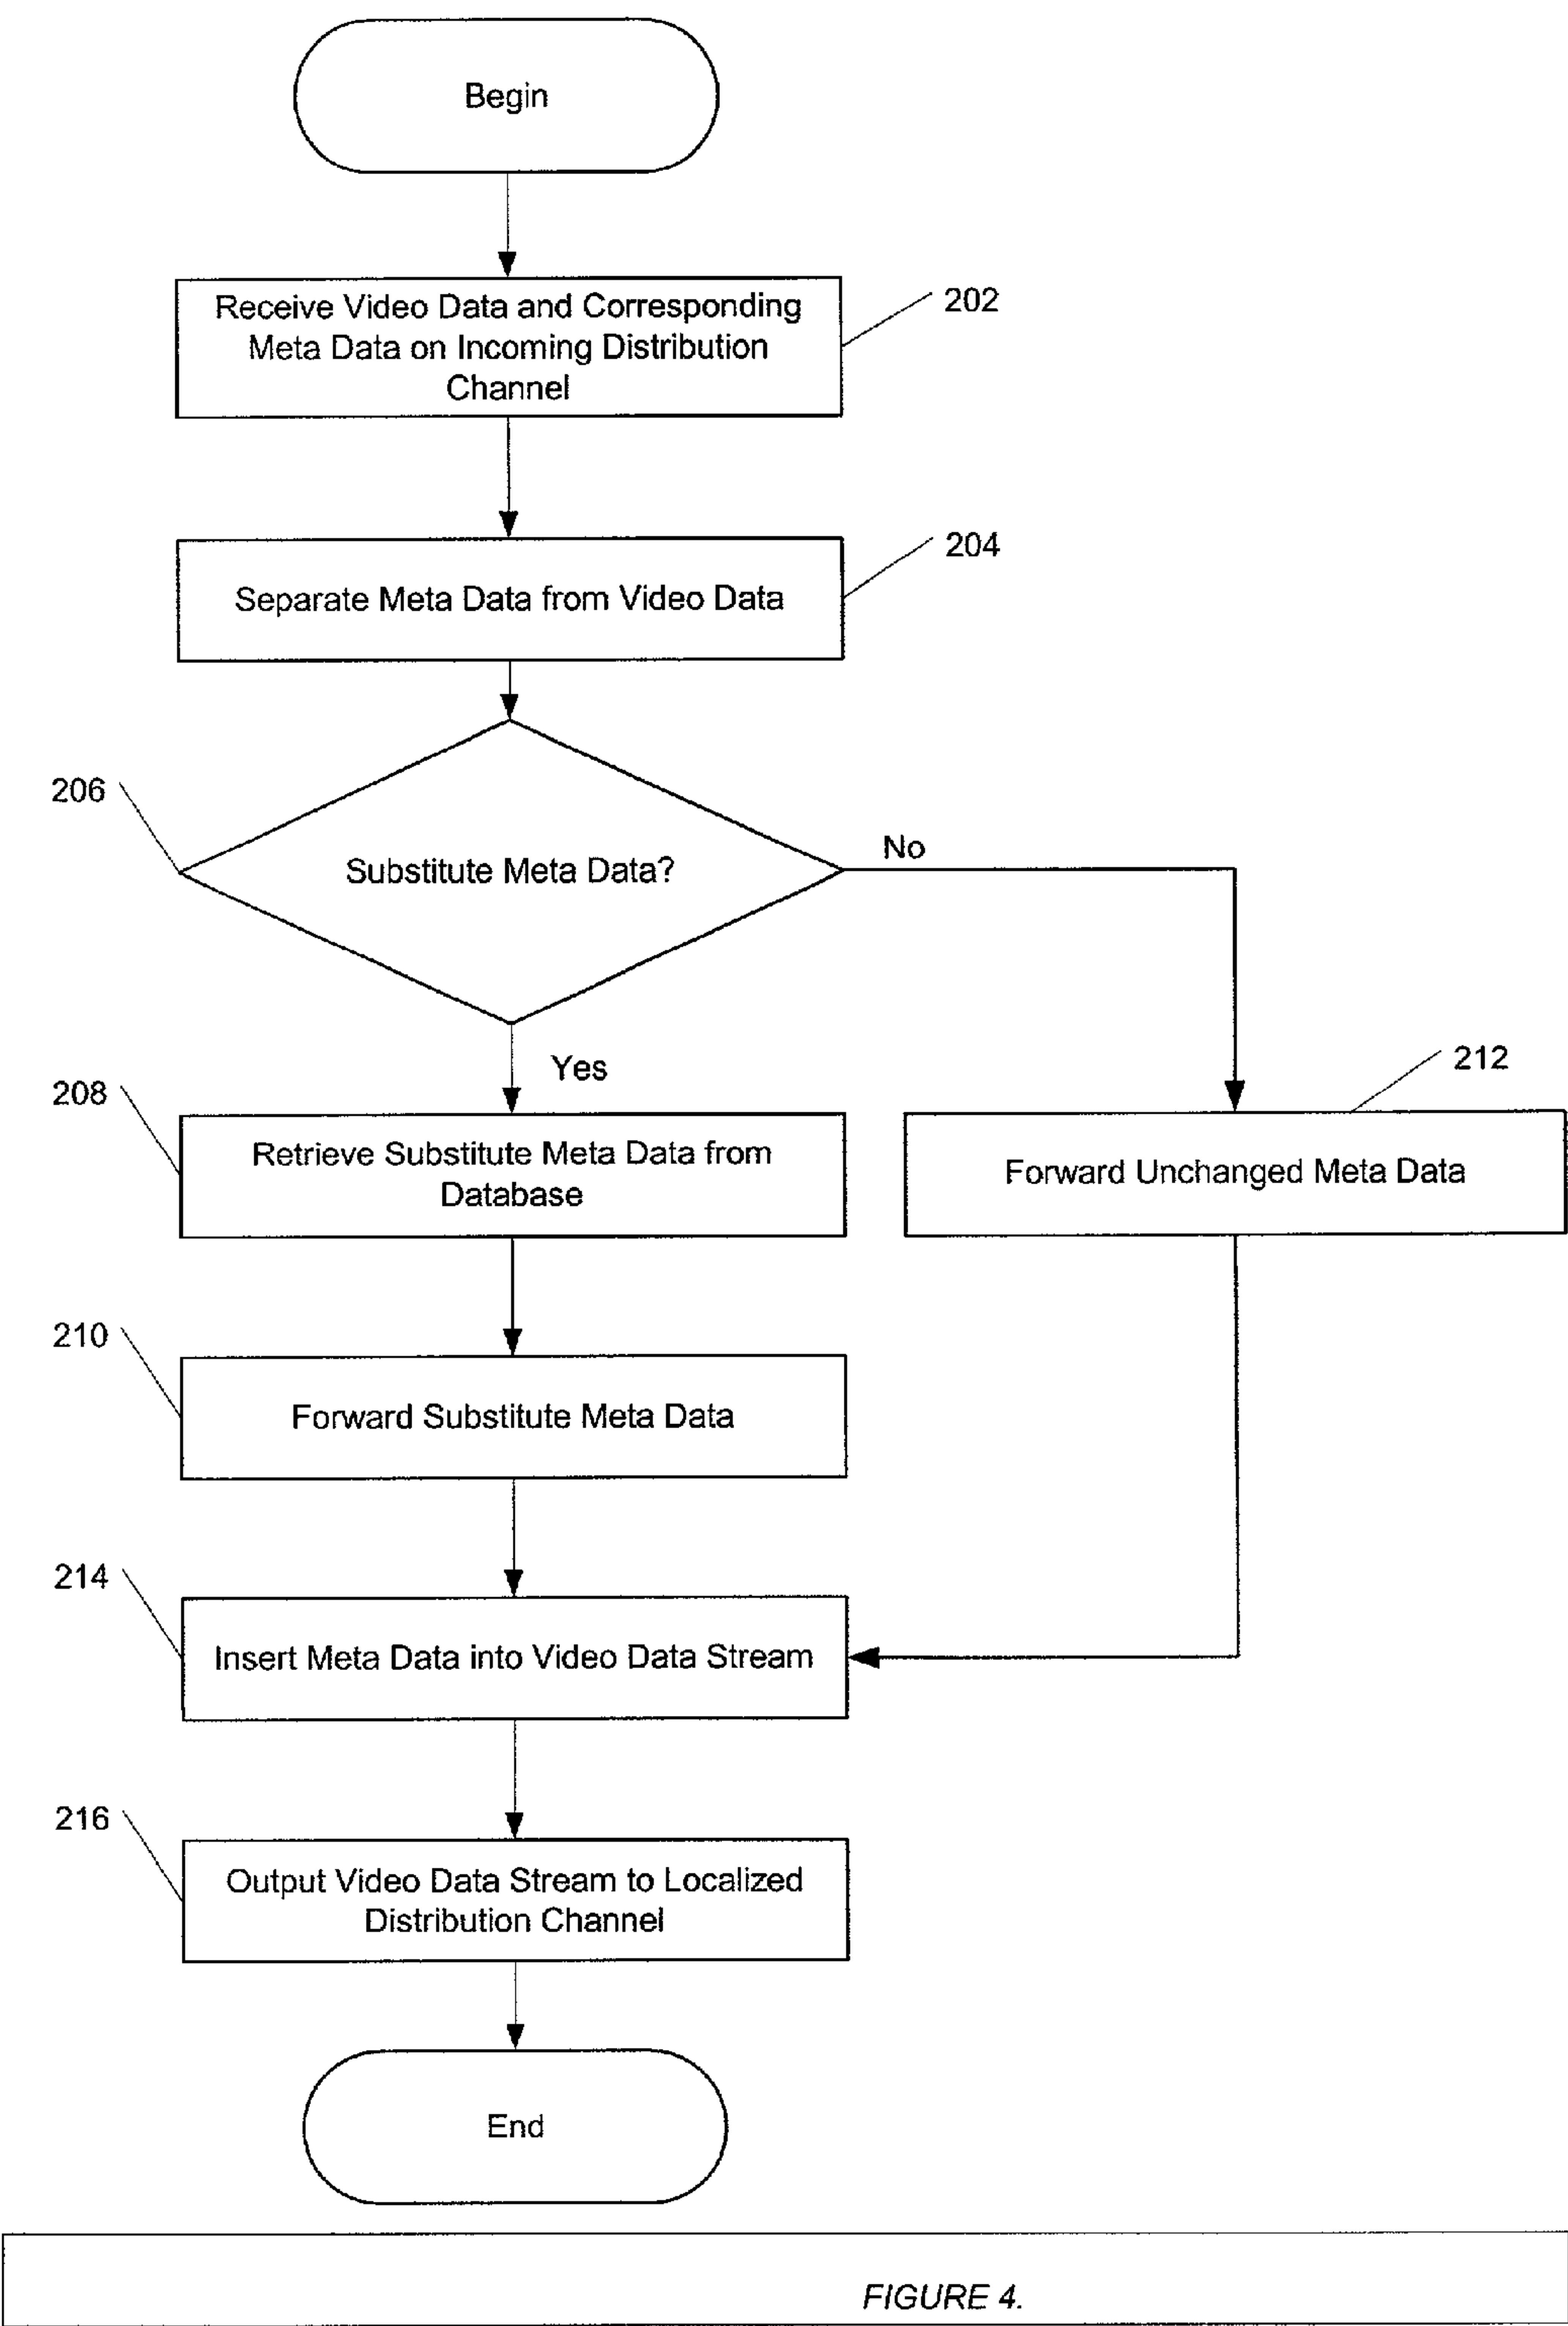 Begin
Receive Video Data and Corresponding
Meta Data on Incoming Distribution
Channel
202
Separate Meta Data from Video Data
204
206
Substitute Meta Data?
No
Yes
208
Retrieve Substitute Meta Data from
Database
212
Forward Unchanged Meta Data
210
Forward Substitute Meta Data
214
Insert Meta Data into Video Data Stream
216
Output Video Data Stream to Localized
Distribution Channel
End
FIGURE 4.